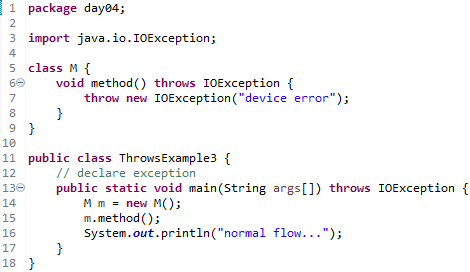 1 package day04;
2
3 import java.io.IOException;
4
5 class M {
6     void method() throws IOException {
7         throw new IOException("device error");
8     }
9 }
10
11 public class ThrowsExample3 {
12     // declare exception
13     public static void main(String args[]) throws IOException {
14         M m = new M();
15         m.method();
16         System.out.println("normal flow...");
17     }
18 }